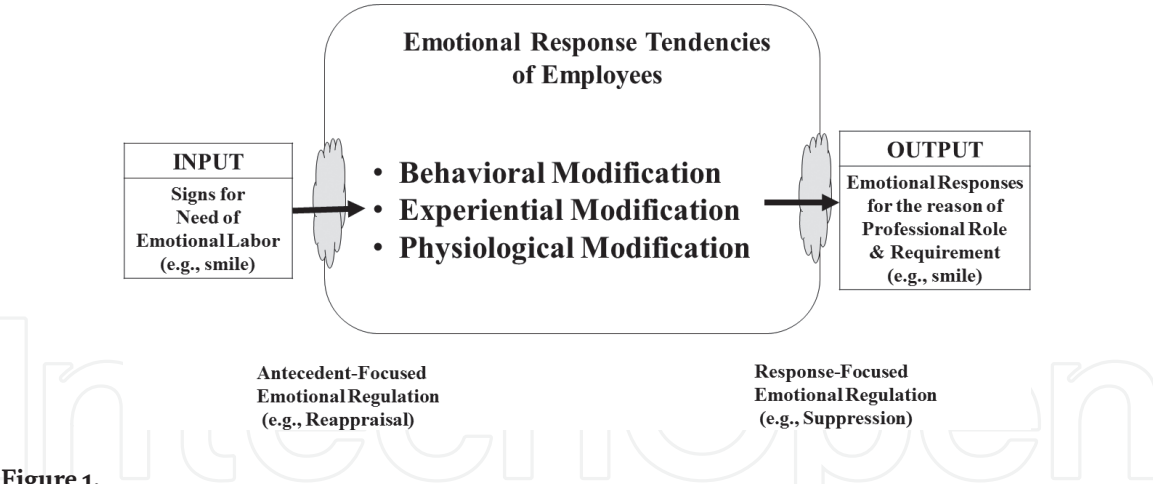 Emotional Response Tendencies
of Employees
INPUT
Signs for
Need of
Emotional Labor
(e.g., smile)
• Behavioral Modification
• Experiential Modification
• Physiological Modification
OUTPUT
Emotional Responses
for the reason of
Professional Role
& Requirement
(e.g., smile)
Antecedent-Focused
Emotional Regulation
(e.g., Reappraisal)
Response-Focused
Emotional Regulation
(e.g., Suppression)
IntechOpen
Figure 1.